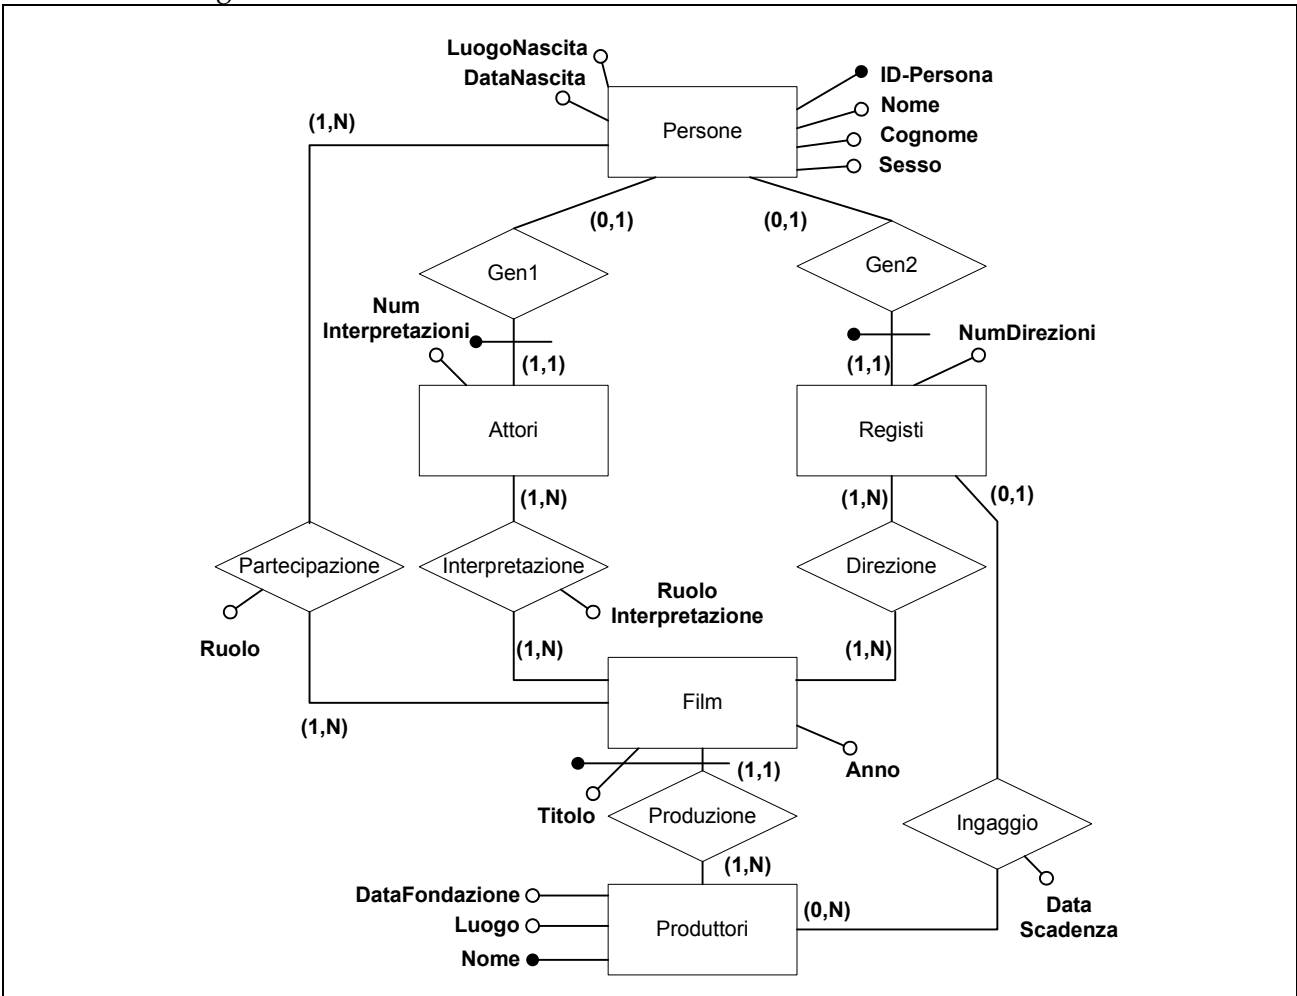 LuogoNascita
DataNascita
ID-Persona
Nome
Cognome
Sesso
Persone
(1,N)
(0,1)
(0,1)
Gen1
Gen2
Num
Interpretazioni
NumDirezioni
(1,1)
(1,1)
Attori
Registi
(1,N)
(1,N)
(0,1)
Partecipazione
Interpretazione
Direzione
Ruolo
Interpretazione
Ruolo
(1,N)
(1,N)
Film
(1,N)
(1,1)
Anno
Titolo
Produzione
Ingaggio
(1,N)
DataFondazione
Luogo
Nome
Produttori
(0,N)
Data
Scadenza